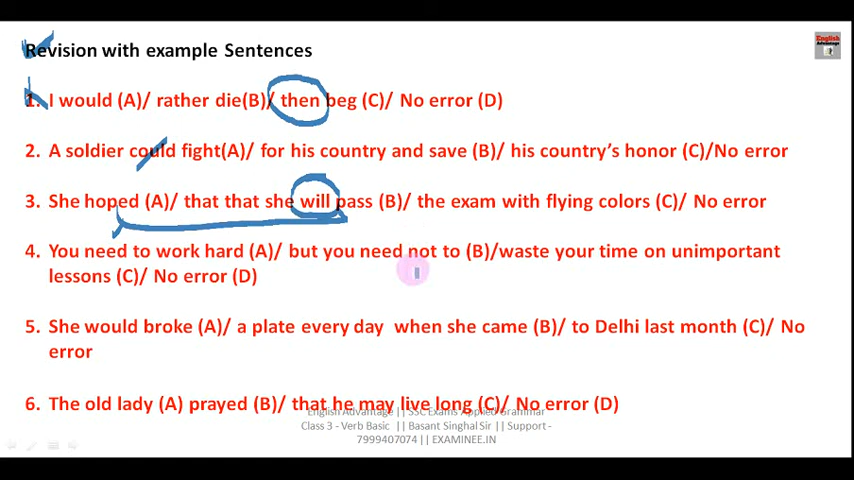 English
Advantage
Revision with example Sentences
1. I would (A)/ rather die(B)/ then beg (C)/ No error (D)
2. A soldier could fight(A)/ for his country and save (B)/ his country's honor (C)/No error
3. She hoped (A)/ that that she will pass (B)/ the exam with flying colors (C)/ No error
4. You need to work hard (A)/ but you need not to (B)/waste your time on unimportant
lessons (C)/ No error (D)
5. She would broke (A)/ a plate every day when she came (B)/ to Delhi last month (C)/ No
error
6. The old lady (A) prayed (B)/ that he may live long (C)/ No error (D)
English Advantage || SSC Exams Applied Grammar
Class 3 - Verb Basic || Basant Singhal Sir || Support -
7999407074 || EXAMINEE.IN